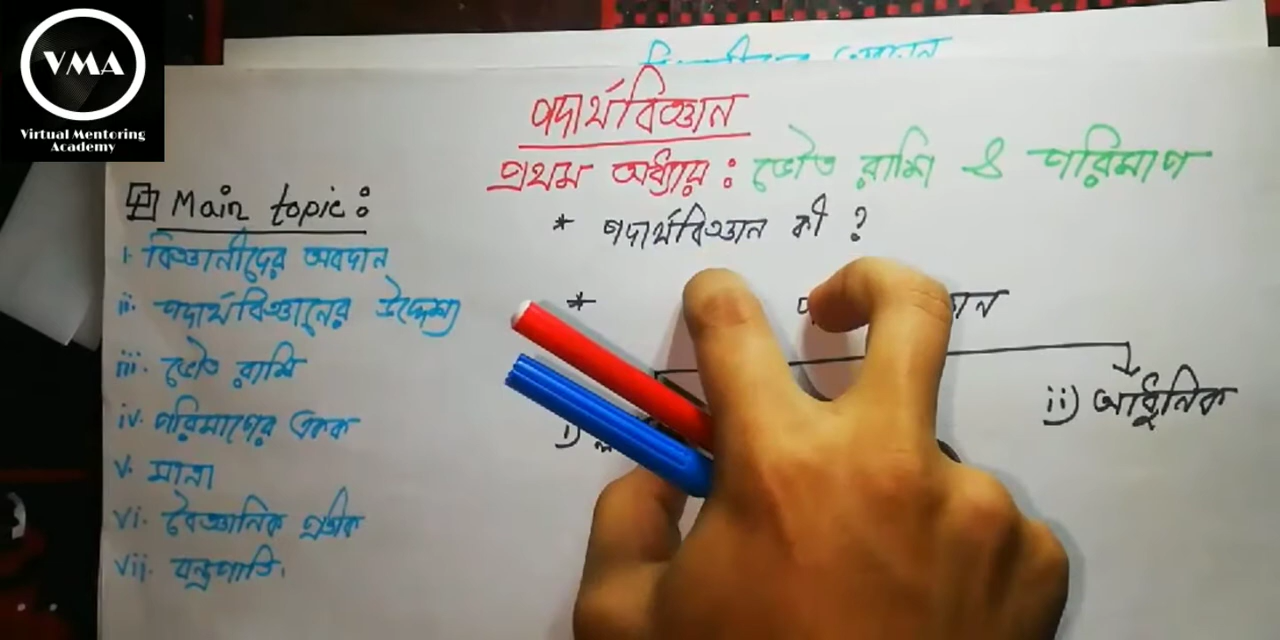 VMA
Virtual Mentoring
Academy
পদার্থবিজ্ঞান
প্রথম অধ্যায় : ভৌত রাশি ও পরিমাপ
Main topic :
i. বিজ্ঞানীদের অবদান
ii. পদার্থবিজ্ঞানের উদ্দেশ্য
iii. ভৌত রাশি
iv. পরিমাপের একক
v. মাত্রা
vi. বৈজ্ঞানিক প্রতীক
vii. যন্ত্রপাতি।
* পদার্থবিজ্ঞান কী ?
*
i)
ii) আধুনিক